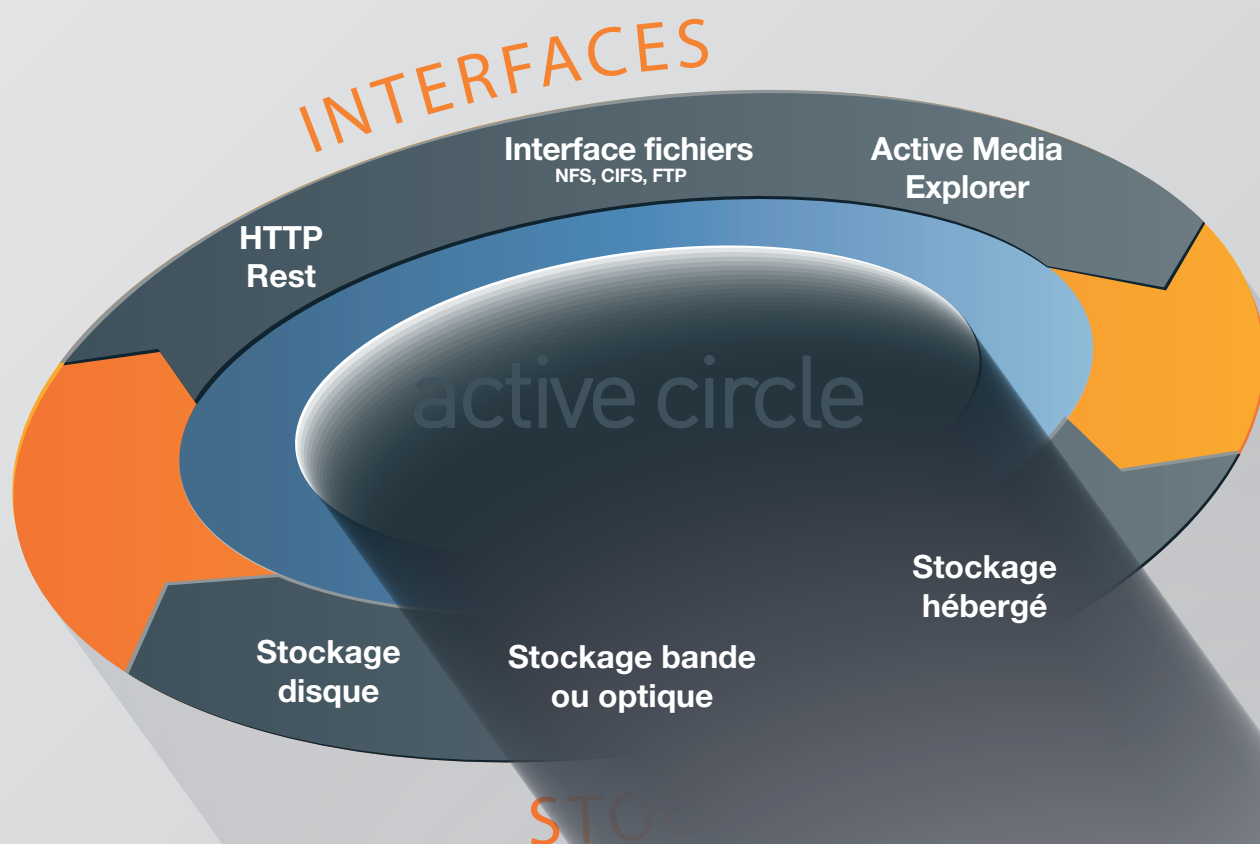 INTERFACES
Interface fichiers
NFS, CIFS, FTP
Active Media
Explorer
HTTP
Rest
active circle
Stockage
hébergé
Stockage
disque
Stockage bande
ou optique
STO